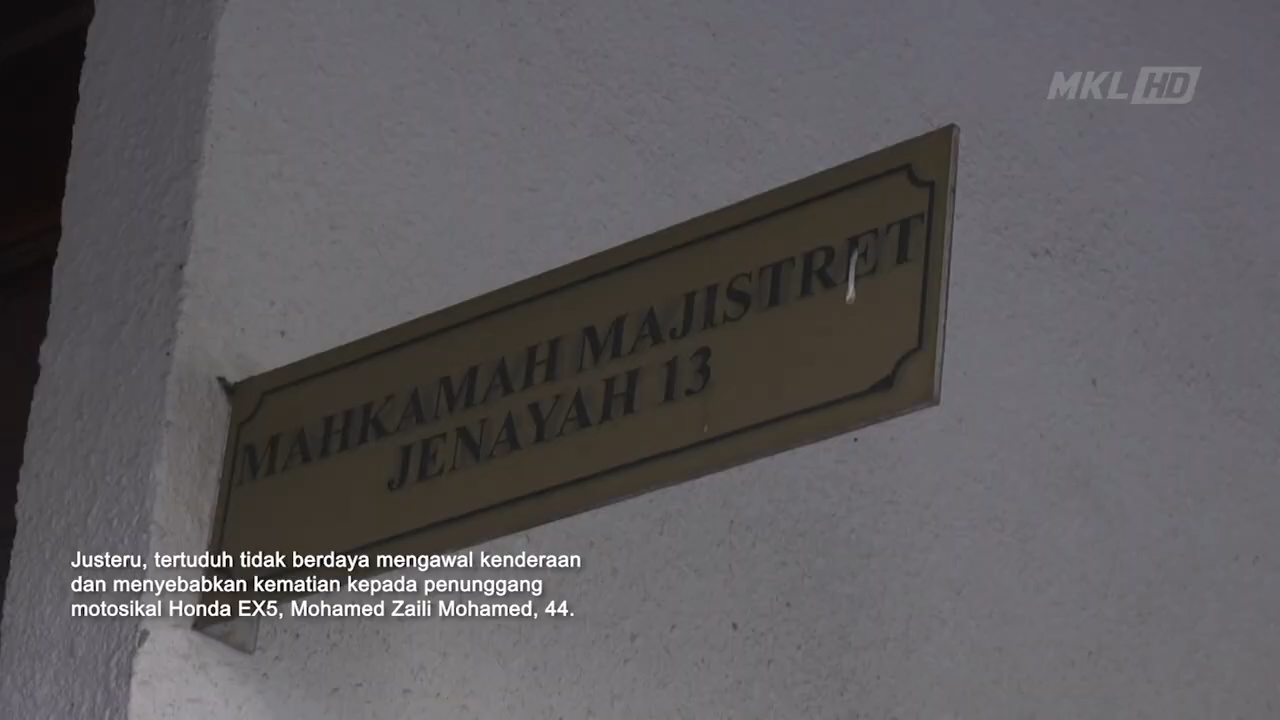 MKL HD
MAHKAMAH MAJISTRET
JENAYAH 13
Justeru, tertuduh tidak berdaya mengawal kenderaan
dan menyebabkan kematian kepada penunggang
motosikal Honda EX5, Mohamed Zaili Mohamed, 44.